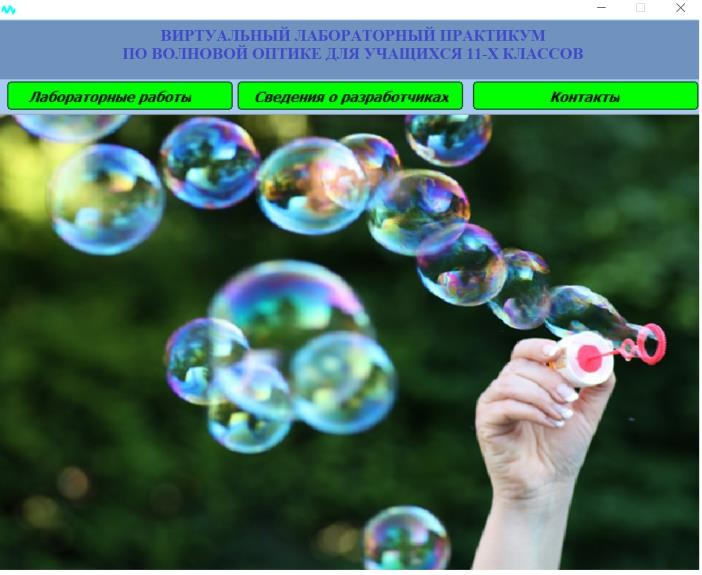 ВИРТУАЛЬНЫЙ ЛАБОРАТОРНЫЙ ПРАКТИКУМ
ПО ВОЛНОВОЙ ОПТИКЕ ДЛЯ УЧАЩИХСЯ 11-Х КЛАССОВ
Лабораторные работы
Сведения о разработчиках
Контакты